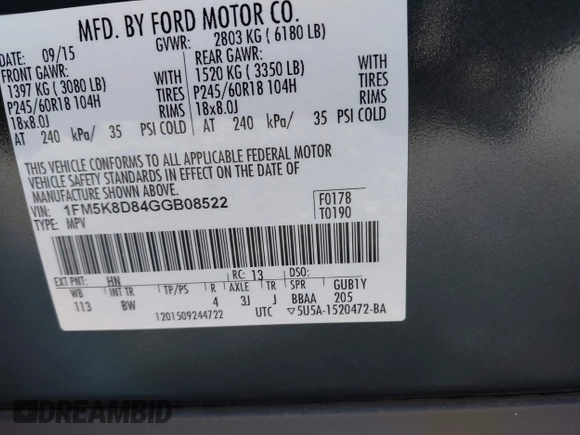 MFD. BY FORD MOTOR CO.
DATE: 09/15 GVWR: 2803 KG ( 6180 LB)
FRONT GAWR: REAR GAWR:
1397 KG ( 3080 LB) WITH 1520 KG ( 3350 LB) WITH
P245/60R18 104H TIRES P245/60R18 104H TIRES
18x8.0J RIMS 18x8.0J RIMS
AT 240 kPa/ 35 PSI COLD AT 240 kPa/ 35 PSI COLD
THIS VEHICLE CONFORMS TO ALL APPLICABLE FEDERAL MOTOR
VEHICLE SAFETY STANDARDS IN EFFECT ON THE DATE OF
MANUFACTURE SHOWN ABOVE.
VIN: 1FM5K8D84GGB08522 F0178
TYPE: MPV T0190
EXT PNT: HN RC: 13 DSO:
WB INT TR TP/PS R AXLE TR SPR GUB1Y
113 BW 4 3J J BBAA 205
1201509244722 UTC ▽5U5A-1520472-BA
DREAMBID